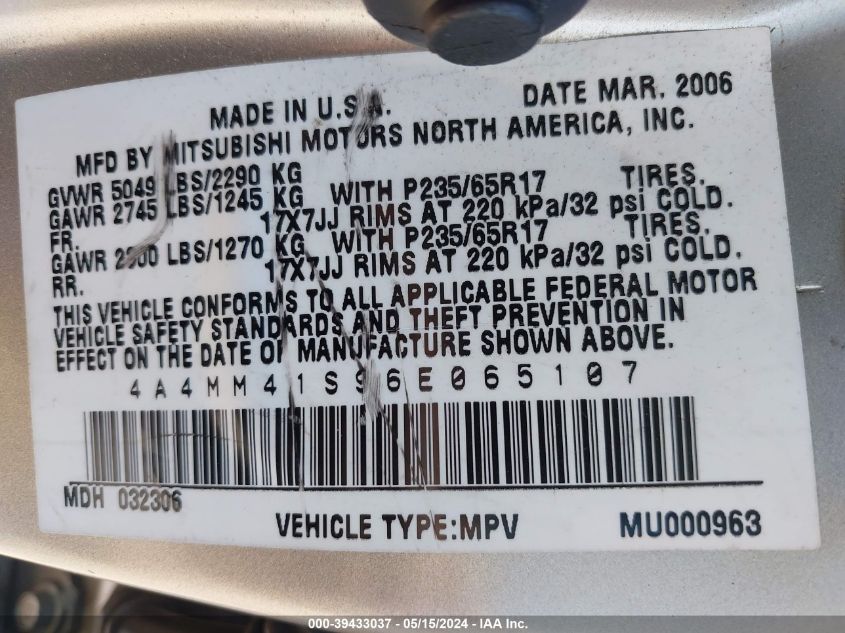 MADE IN U.S.A. DATE MAR. 2006
MFD BY MITSUBISHI MOTORS NORTH AMERICA, INC.
GVWR 5049 LBS/2290 KG
GAWR 2745 LBS/1245 KG WITH P235/65R17 TIRES.
FR. 17X7JJ RIMS AT 220 kPa/32 psi COLD.
GAWR 2800 LBS/1270 KG WITH P235/65R17 TIRES.
RR. 17X7JJ RIMS AT 220 kPa/32 psi COLD.
THIS VEHICLE CONFORMS TO ALL APPLICABLE FEDERAL MOTOR
VEHICLE SAFETY STANDARDS AND THEFT PREVENTION IN
EFFECT ON THE DATE OF MANUFACTURE SHOWN ABOVE.
4A4MM41S96E065107
MDH 032306
VEHICLE TYPE:MPV MU000963
000-39433037 - 05/15/2024 - IAA Inc.